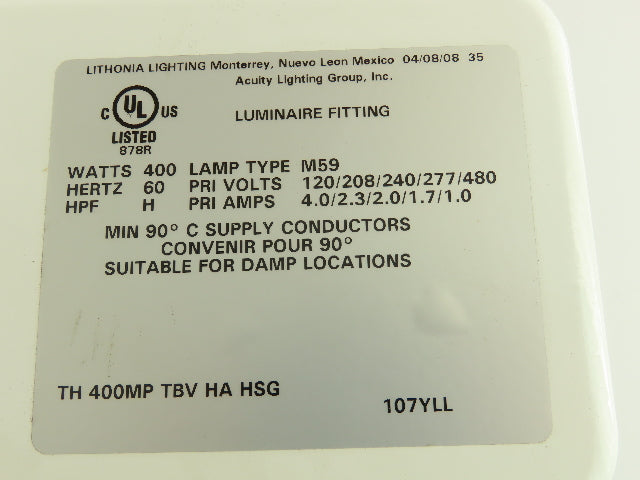 LITHONIA LIGHTING Monterrey, Nuevo Leon Mexico 04/08/08 35
Acuity Lighting Group, Inc.
C UL US
LISTED
878R
LUMINAIRE FITTING
WATTS 400 LAMP TYPE M59
HERTZ 60 PRI VOLTS 120/208/240/277/480
HPF H PRI AMPS 4.0/2.3/2.0/1.7/1.0
MIN 90° C SUPPLY CONDUCTORS
CONVENIR POUR 90°
SUITABLE FOR DAMP LOCATIONS
TH 400MP TBV HA HSG
107YLL